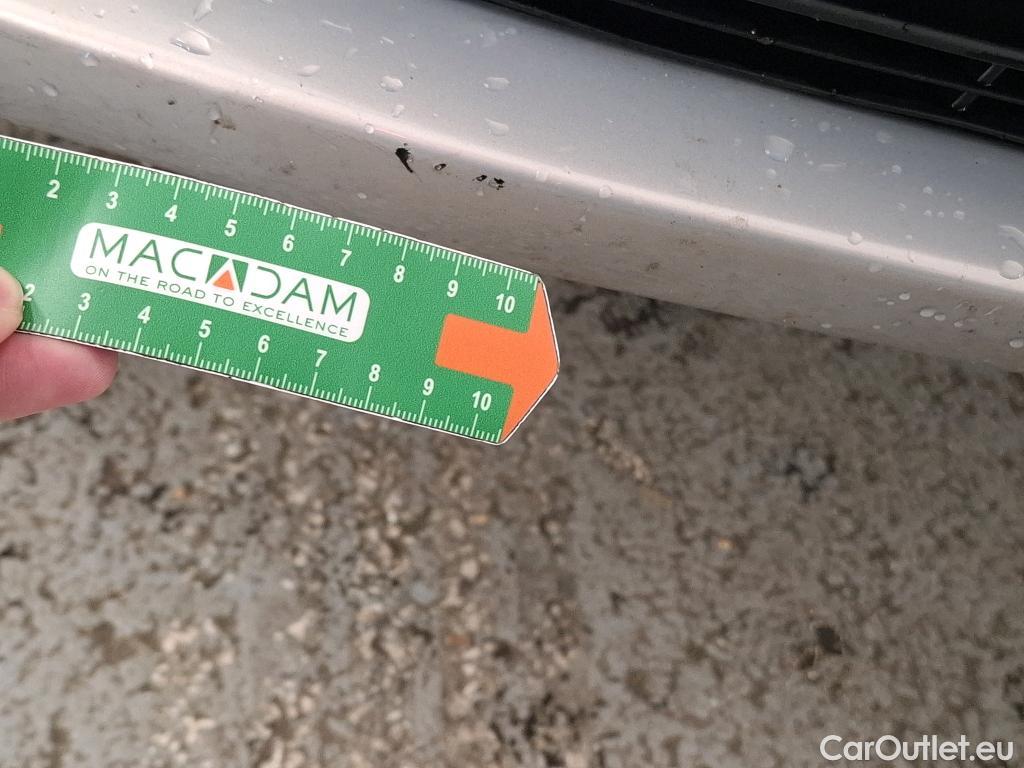 2 3 4 5 6 7 8 9 10
MACADAM
ON THE ROAD TO EXCELLENCE
2 3 4 5 6 7 8 9 10
CarOutlet.eu